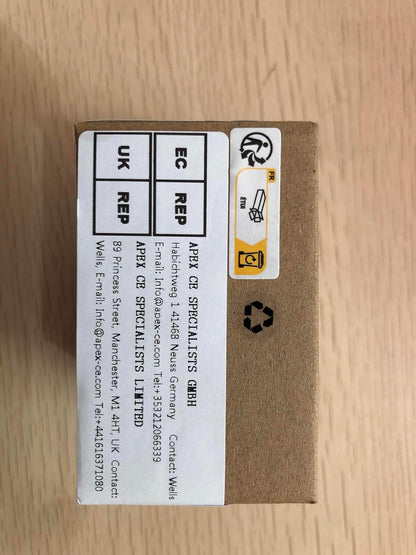 EC REP
APEX CE SPECIALISTS GMBH
Habichtweg 1 41468 Neuss Germany Contact: Wells
E-mail: Info@apex-ce.com Tel:+353212066339
UK REP
APEX CE SPECIALISTS LIMITED
89 Princess Street, Manchester, M1 4HT, UK Contact:
Wells, E-mail: Info@apex-ce.com Tel:+441616371080
FR
ÉTUI